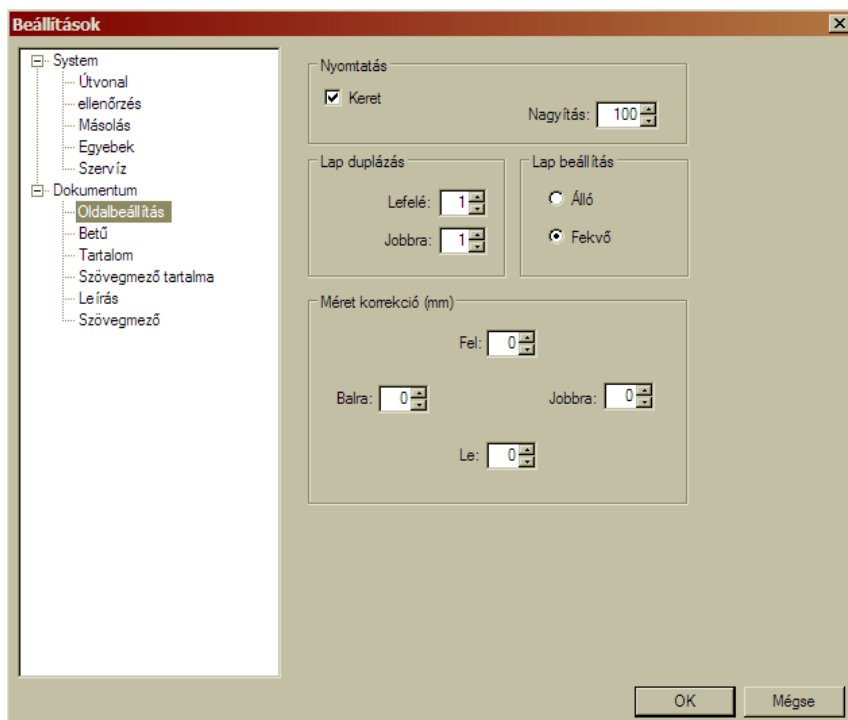 Beállítások
System
Útvonal
ellenőrzés
Másolás
Egyebek
Szervíz
Dokumentum
Oldalbeállítás
Betű
Tartalom
Szövegmező tartalma
Leírás
Szövegmező
Nyomtatás
Keret
Nagyítás: 100
Lap duplázás
Lefelé: 1
Jobbra: 1
Lap beállítás
Álló
Fekvő
Méret korrekció (mm)
Fel: 0
Balra: 0
Jobbra: 0
Le: 0
OK
Mégse